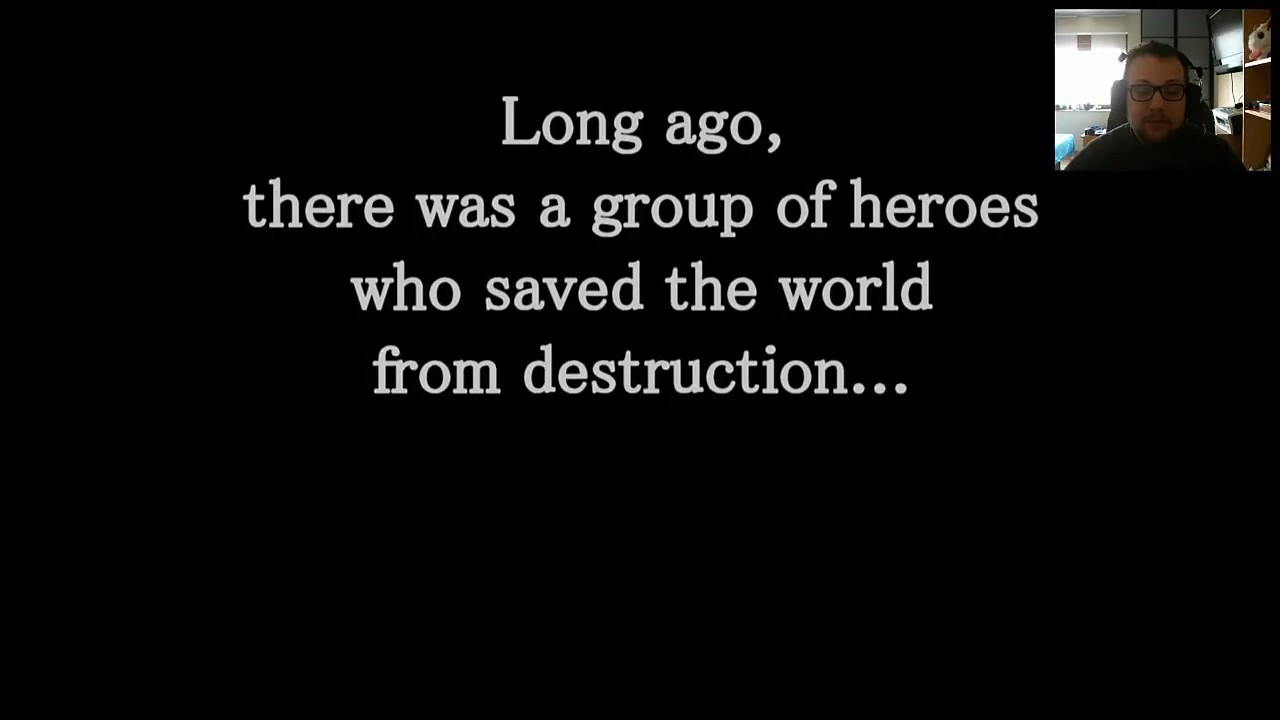 Long ago,
there was a group of heroes
who saved the world
from destruction...